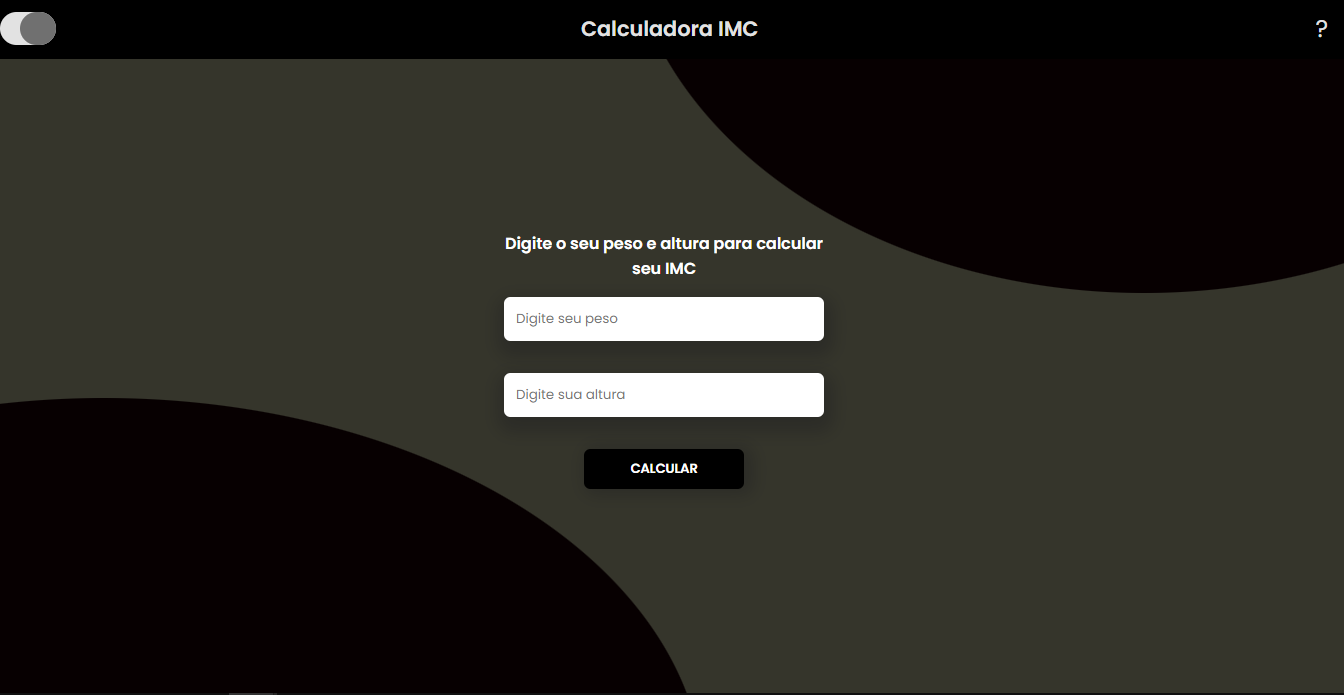 Calculadora IMC
?
Digite o seu peso e altura para calcular
seu IMC
Digite seu peso
Digite sua altura
CALCULAR